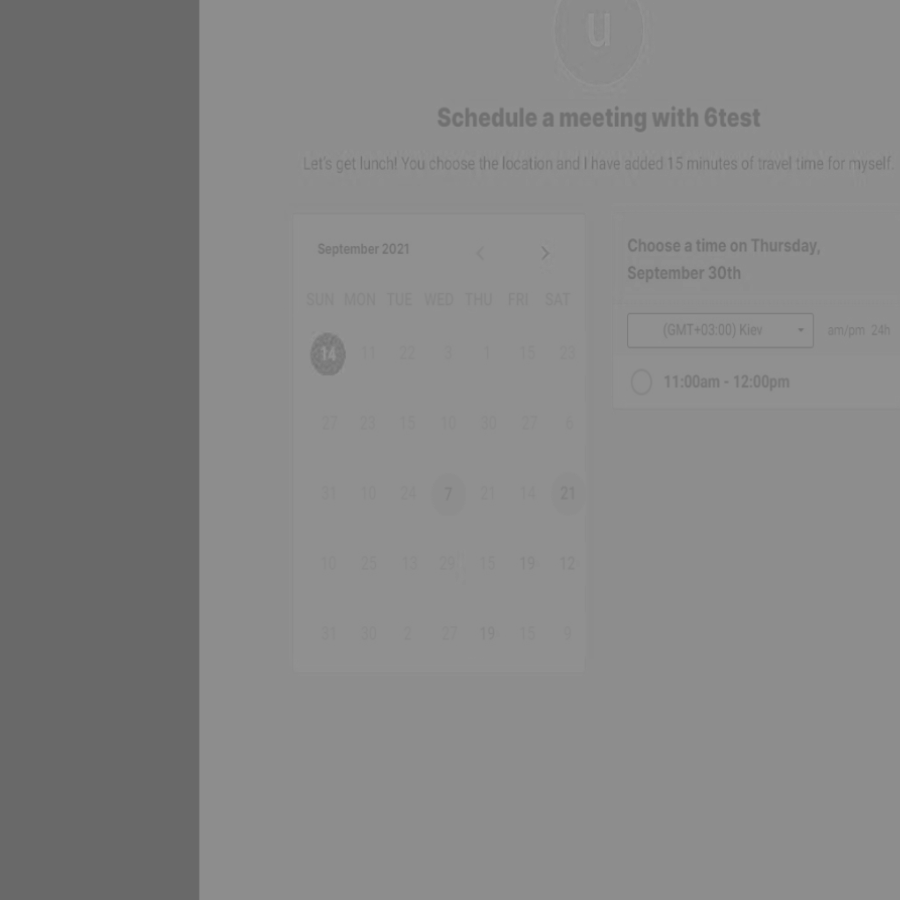 u
Schedule a meeting with 6test
Let's get lunch! You choose the location and I have added 15 minutes of travel time for myself.
September 2021
SUN MON TUE WED THU FRI SAT
14 11 22 8 1 15 23
37 23 15 10 30 37 6
31 10 24 7 21 14 21
10 25 13 29 15 19 12
31 30 2 27 19 15 9
Choose a time on Thursday,
September 30th
(GMT+03:00) Kiev am/pm 24h
11:00am - 12:00pm